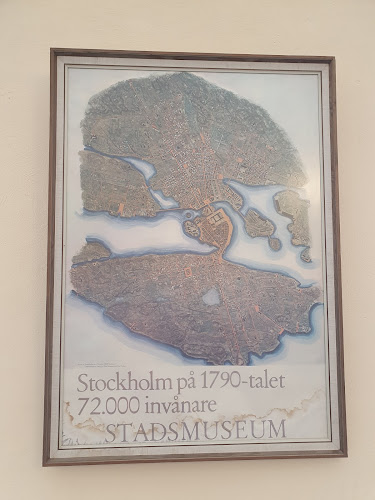 Stockholm på 1790-talet
72.000 invånare
STADSMUSEUM